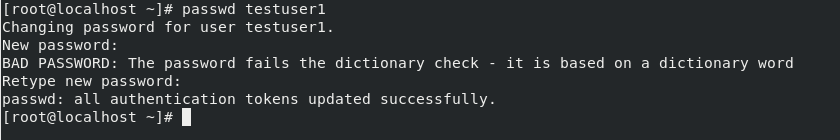 [root@localhost ~]# passwd testuser1
Changing password for user testuser1.
New password:
BAD PASSWORD: The password fails the dictionary check - it is based on a dictionary word
Retype new password:
passwd: all authentication tokens updated successfully.
[root@localhost ~]#